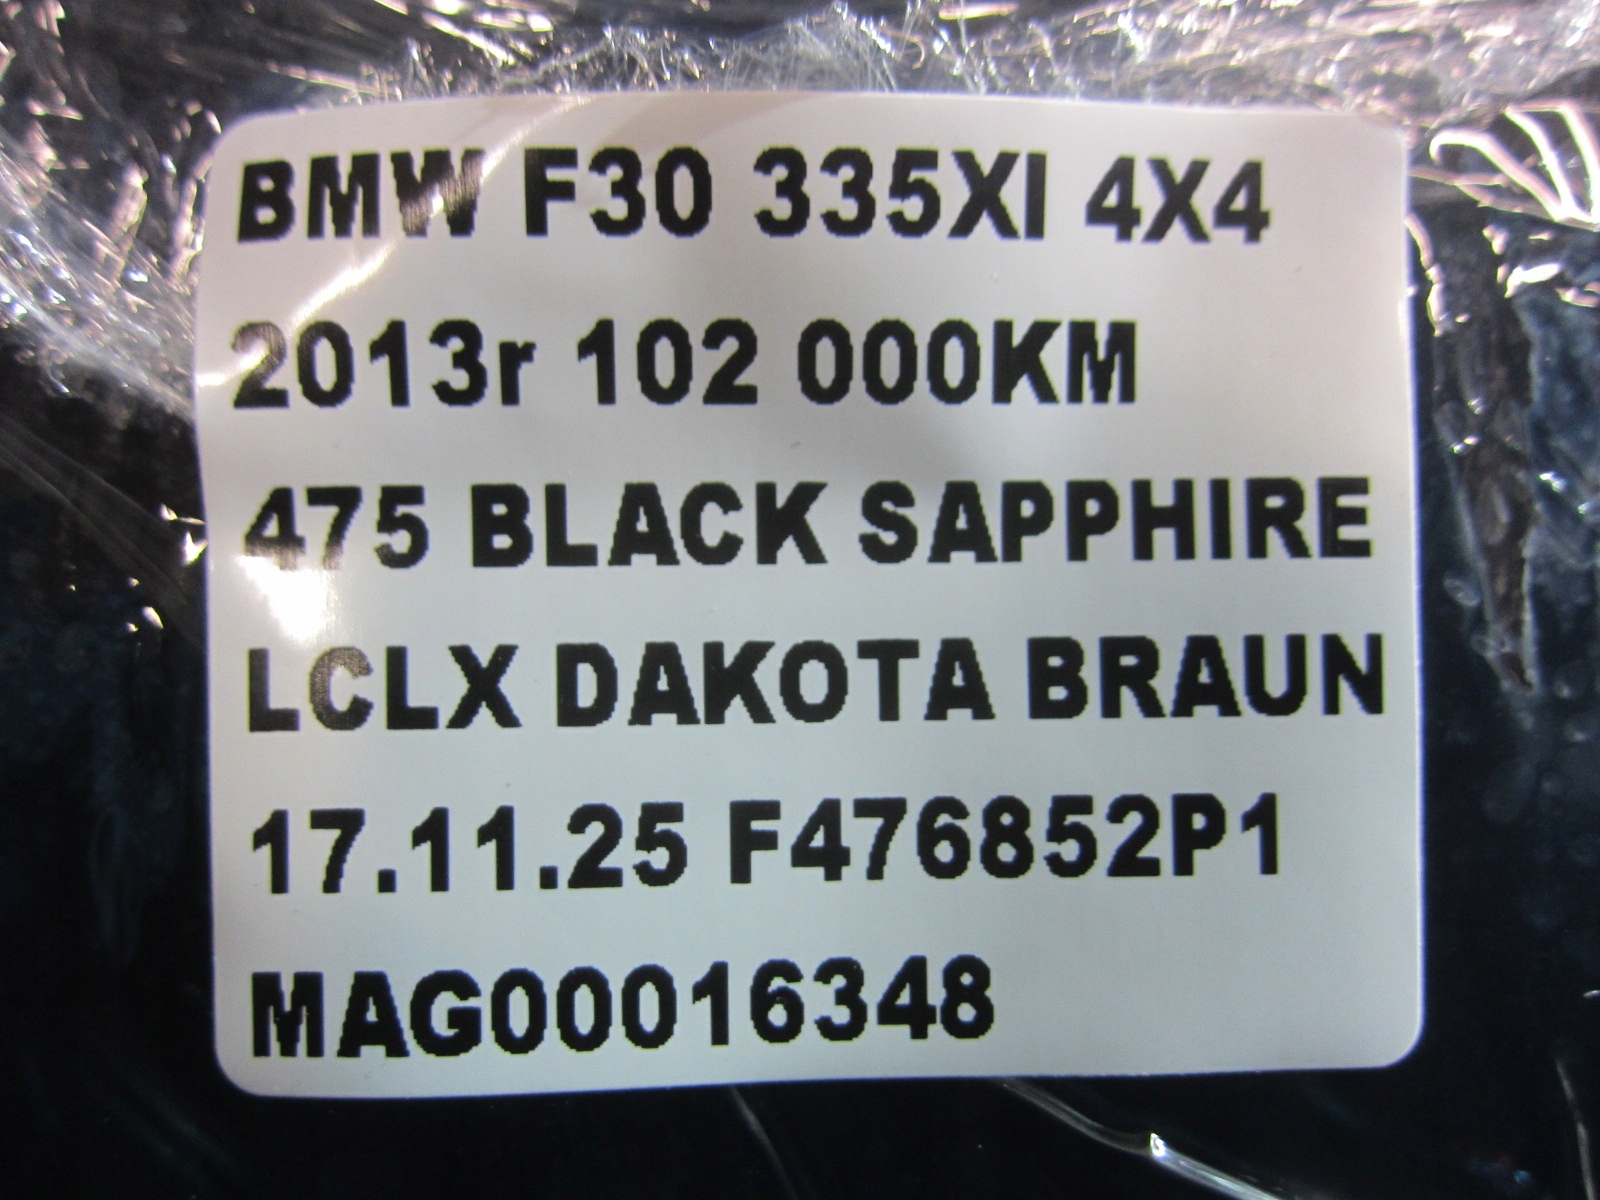 BMW F30 335XI 4X4
2013r 102 000KM
475 BLACK SAPPHIRE
LCLX DAKOTA BRAUN
17.11.25 F476852P1
MAG00016348